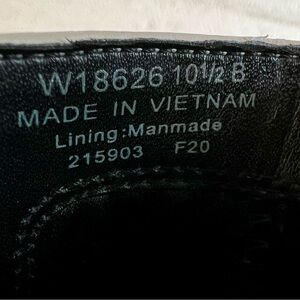 W18626 10½ B
MADE IN VIETNAM
Lining:Manmade
215903 F20